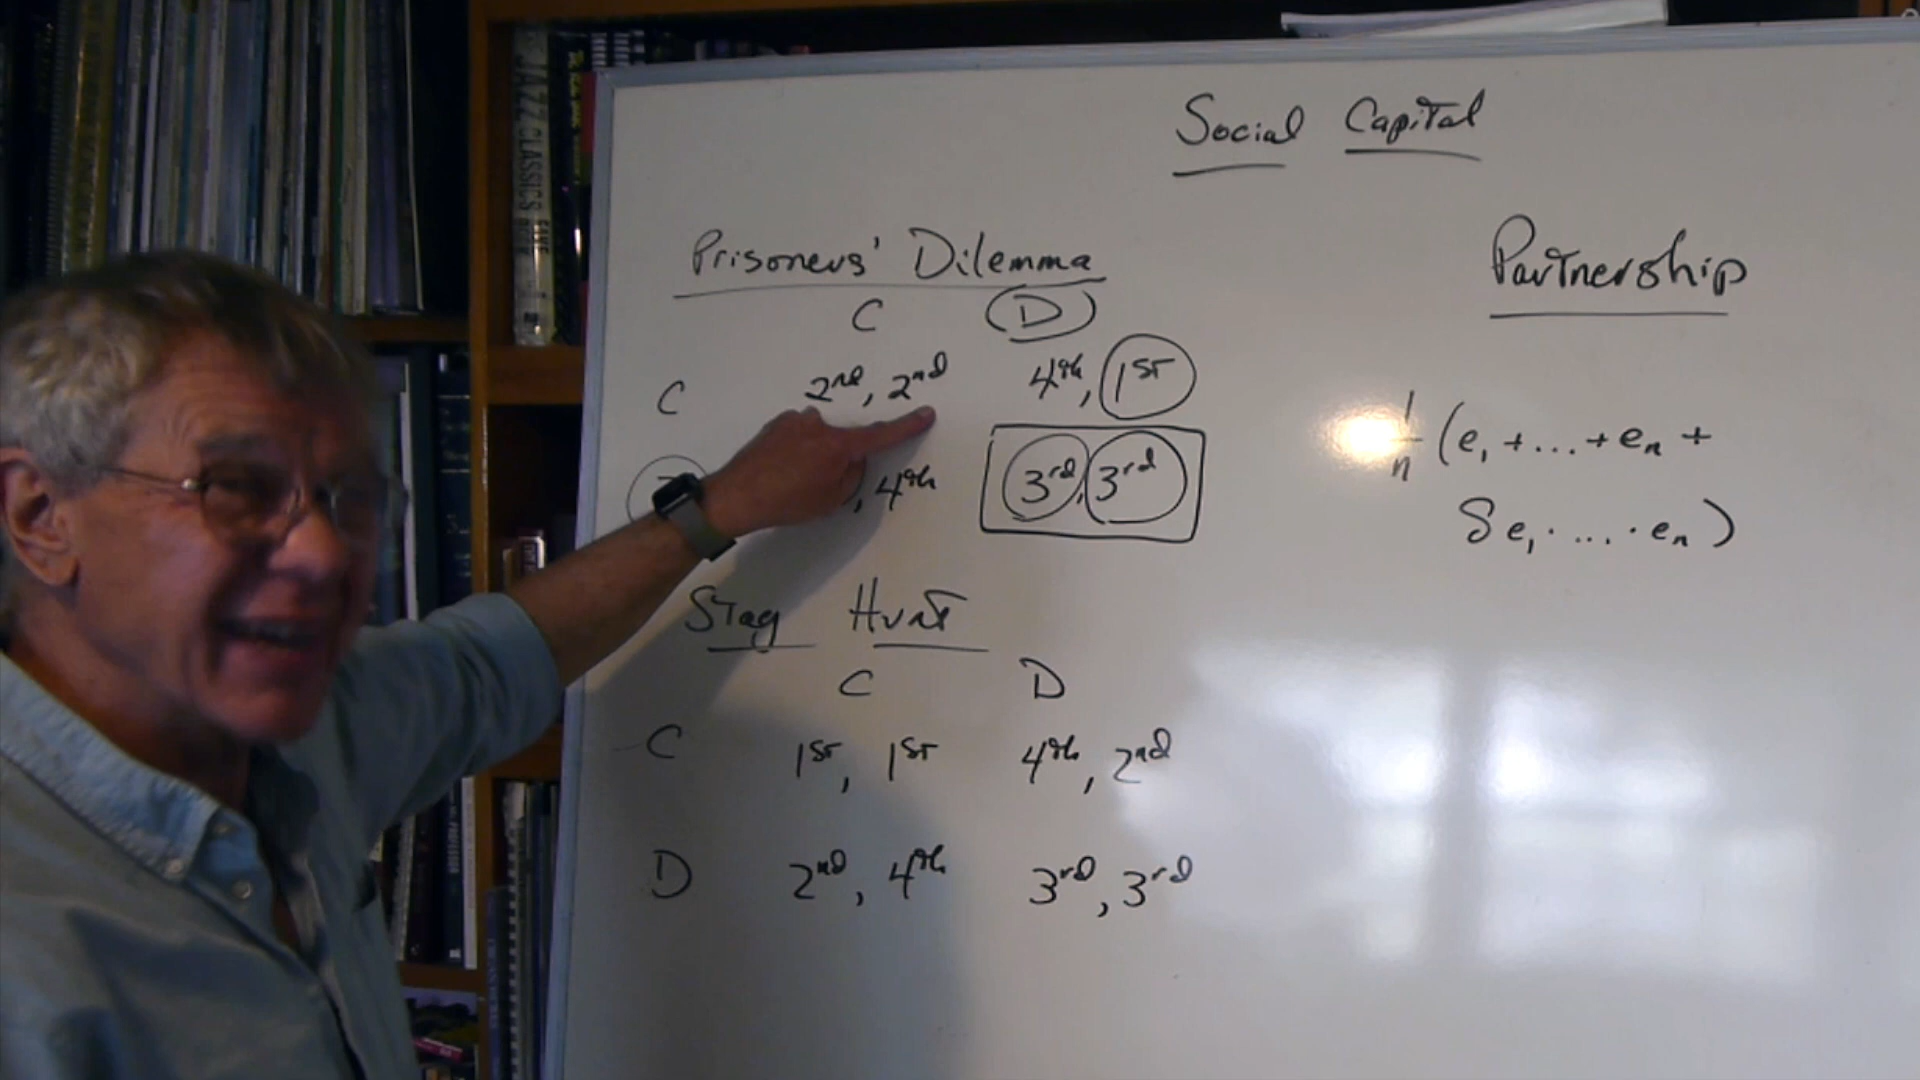 Social Capital
Prisoners' Dilemma
C D
C 2nd, 2nd 4th, 1st
, 4th 3rd, 3rd
Stag Hunt
C D
C 1st, 1st 4th, 2nd
D 2nd, 4th 3rd, 3rd
Partnership
1/n (e₁ + ... + eₙ +
δe₁ · ... · eₙ)
JAZZ CLASSICS